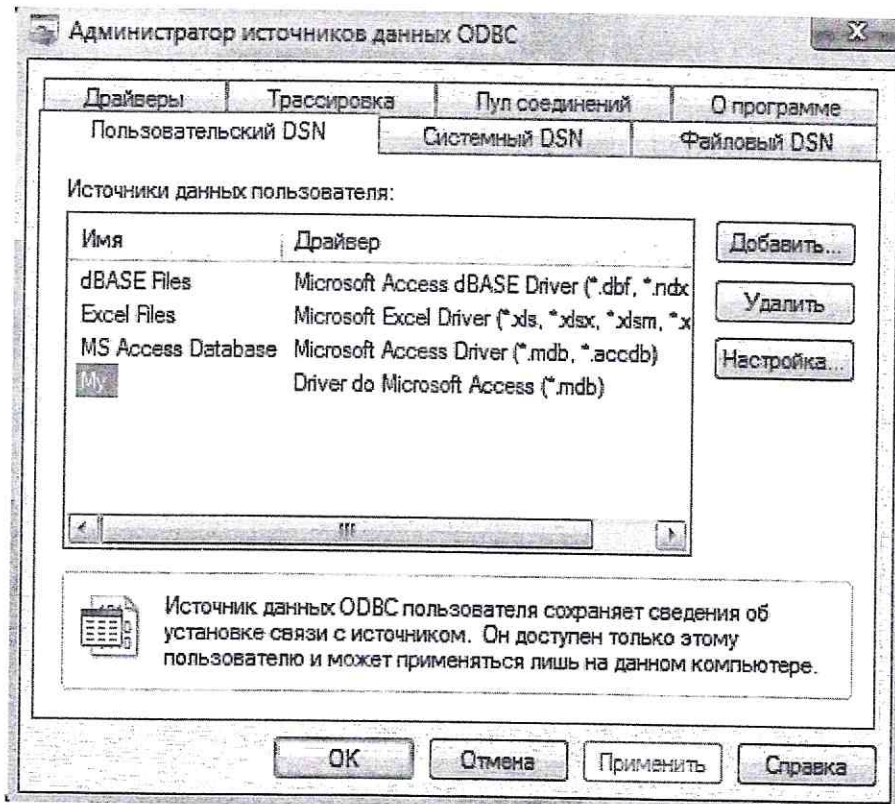 Администратор источников данных ODBC
Драйверы Трассировка Пул соединений О программе
Пользовательский DSN Системный DSN Файловый DSN
Источники данных пользователя:
Имя Драйвер
Добавить...
dBASE Files Microsoft Access dBASE Driver (*.dbf, *.ndx
Excel Files Microsoft Excel Driver (*.xls, *.xlsx, *.xlsm, *.x
Удалить
MS Access Database Microsoft Access Driver (*.mdb, *.accdb)
Настройка...
My Driver do Microsoft Access (*.mdb)
Источник данных ODBC пользователя сохраняет сведения об
установке связи с источником. Он доступен только этому
пользователю и может применяться лишь на данном компьютере.
OK Отмена Применить Справка